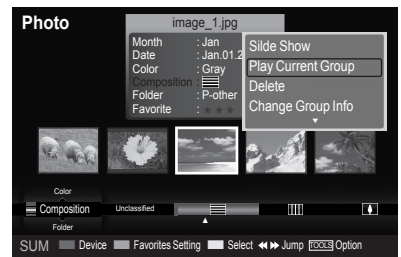 Photo
image_1.jpg
Month : Jan
Date : Jan.01.2
Color : Gray
Composition :
Folder : P-other
Favorite : ★★★
Silde Show
Play Current Group
Delete
Change Group Info
Color
Composition
Unclassified
Folder
SUM Device Favorites Setting Select Jump TOOLS Option